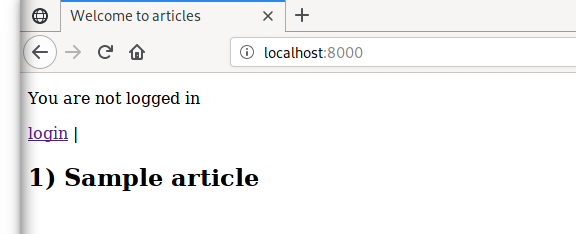 Welcome to articles
localhost:8000
You are not logged in
login |
1) Sample article